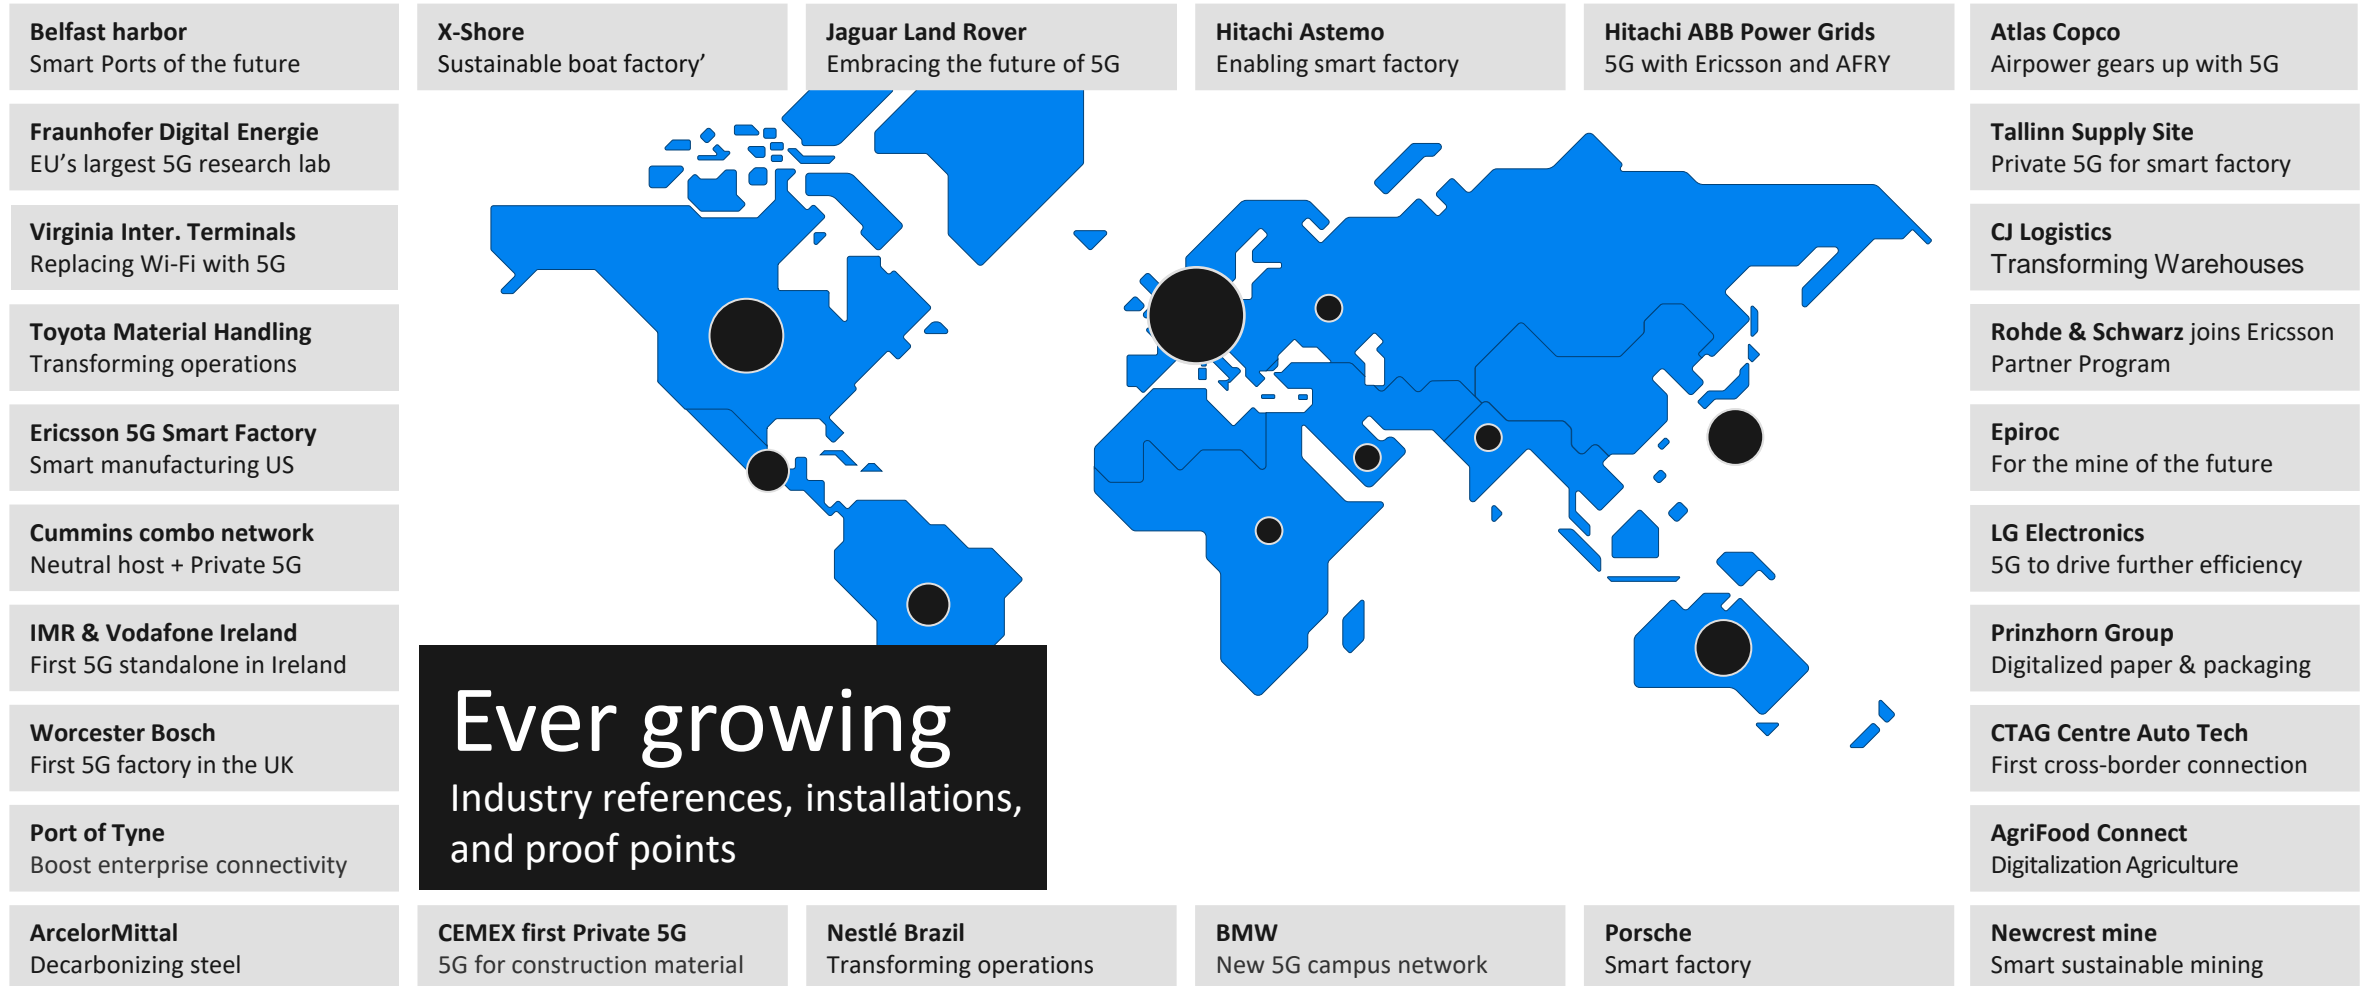 Belfast harbor
Smart Ports of the future
X-Shore
Sustainable boat factory’
Jaguar Land Rover
Embracing the future of 5G
Hitachi Astemo
Enabling smart factory
Hitachi ABB Power Grids
5G with Ericsson and AFRY
Atlas Copco
Airpower gears up with 5G
Fraunhofer Digital Energie
EU’s largest 5G research lab
Tallinn Supply Site
Private 5G for smart factory
Virginia Inter. Terminals
Replacing Wi-Fi with 5G
CJ Logistics
Transforming Warehouses
Toyota Material Handling
Transforming operations
Rohde & Schwarz joins Ericsson
Partner Program
Ericsson 5G Smart Factory
Smart manufacturing US
Epiroc
For the mine of the future
Cummins combo network
Neutral host + Private 5G
LG Electronics
5G to drive further efficiency
IMR & Vodafone Ireland
First 5G standalone in Ireland
Prinzhorn Group
Digitalized paper & packaging
Worcester Bosch
First 5G factory in the UK
Ever growing
Industry references, installations,
and proof points
CTAG Centre Auto Tech
First cross-border connection
Port of Tyne
Boost enterprise connectivity
AgriFood Connect
Digitalization Agriculture
ArcelorMittal
Decarbonizing steel
CEMEX first Private 5G
5G for construction material
Nestlé Brazil
Transforming operations
BMW
New 5G campus network
Porsche
Smart factory
Newcrest mine
Smart sustainable mining